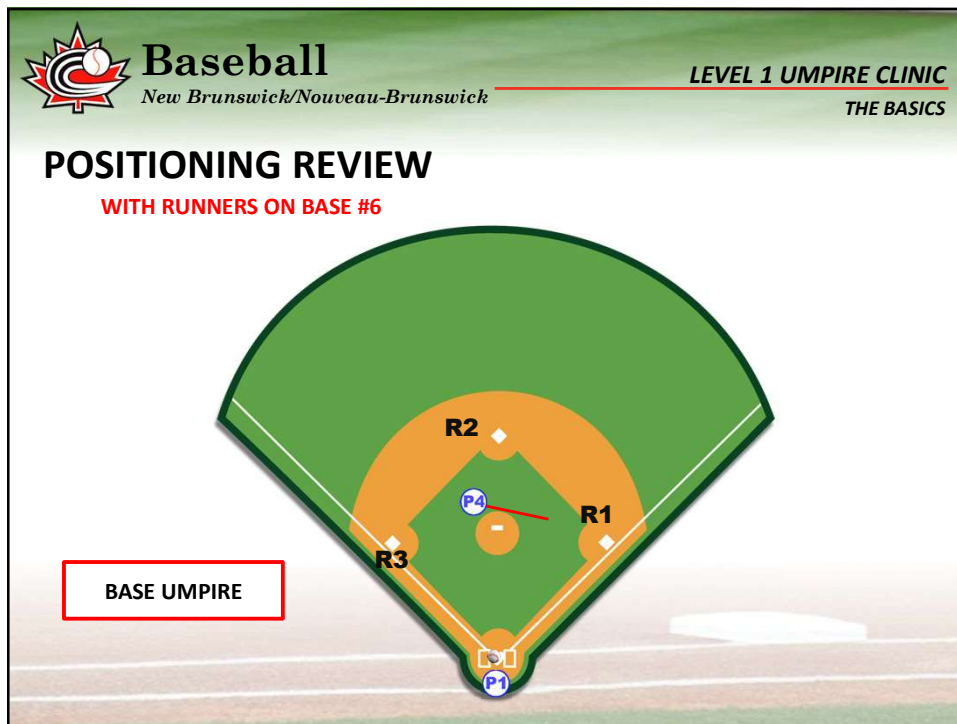 Baseball
New Brunswick/Nouveau-Brunswick
LEVEL 1 UMPIRE CLINIC
THE BASICS
POSITIONING REVIEW
WITH RUNNERS ON BASE #6
R2
P4
R1
R3
BASE UMPIRE
P1